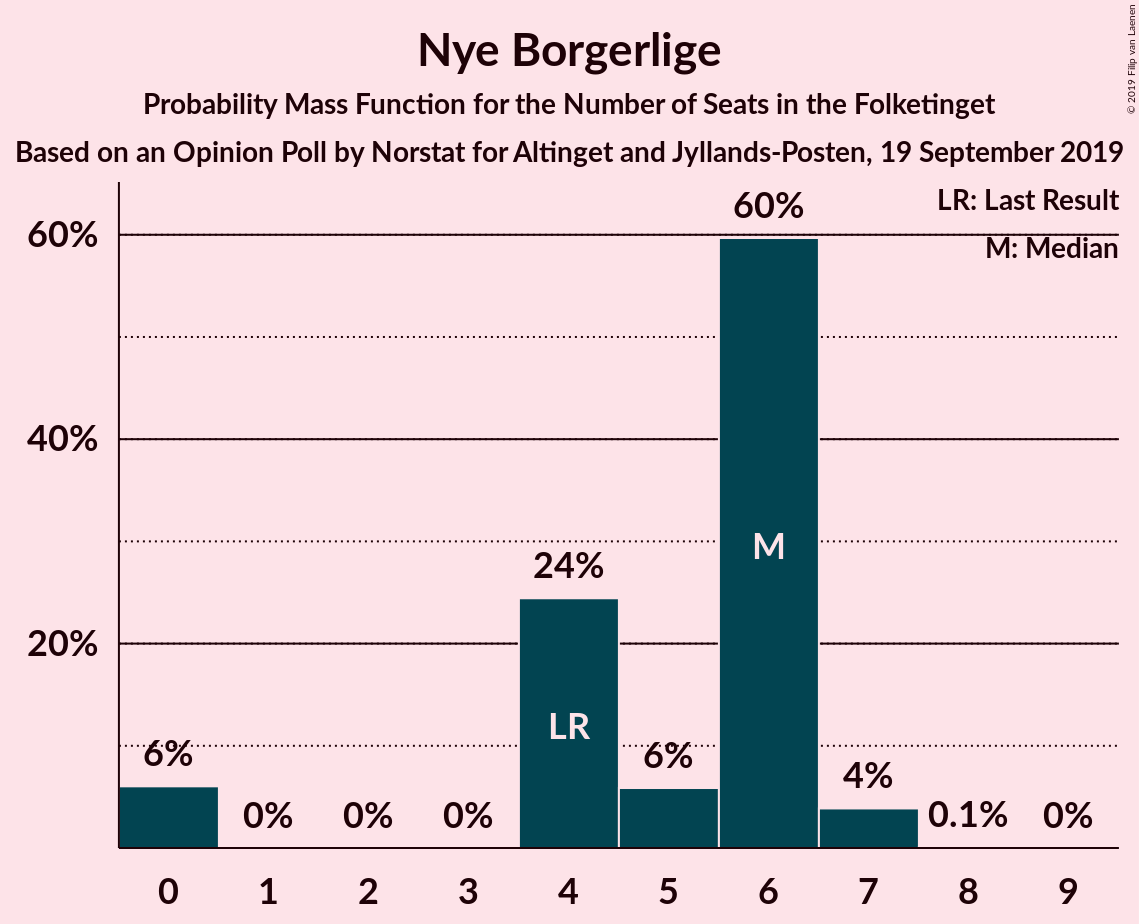 Nye Borgerlige
Probability Mass Function for the Number of Seats in the Folketinget
Based on an Opinion Poll by Norstat for Altinget and Jyllands-Posten, 19 September 2019
© 2019 Filip van Laenen
LR: Last Result
M: Median
60%
40%
20%
6%
0%
0%
0%
24%
LR
6%
60%
M
4%
0.1%
0%
0 1 2 3 4 5 6 7 8 9